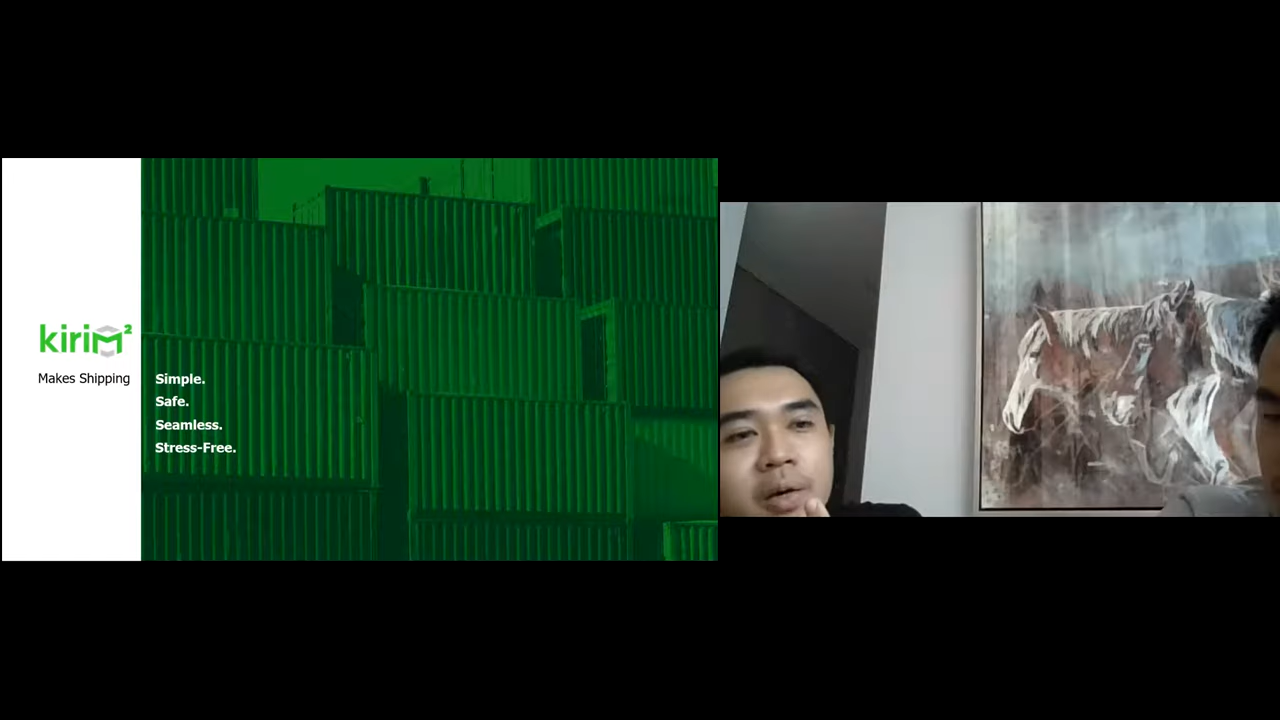 kirim²
Makes Shipping
Simple.
Safe.
Seamless.
Stress-Free.